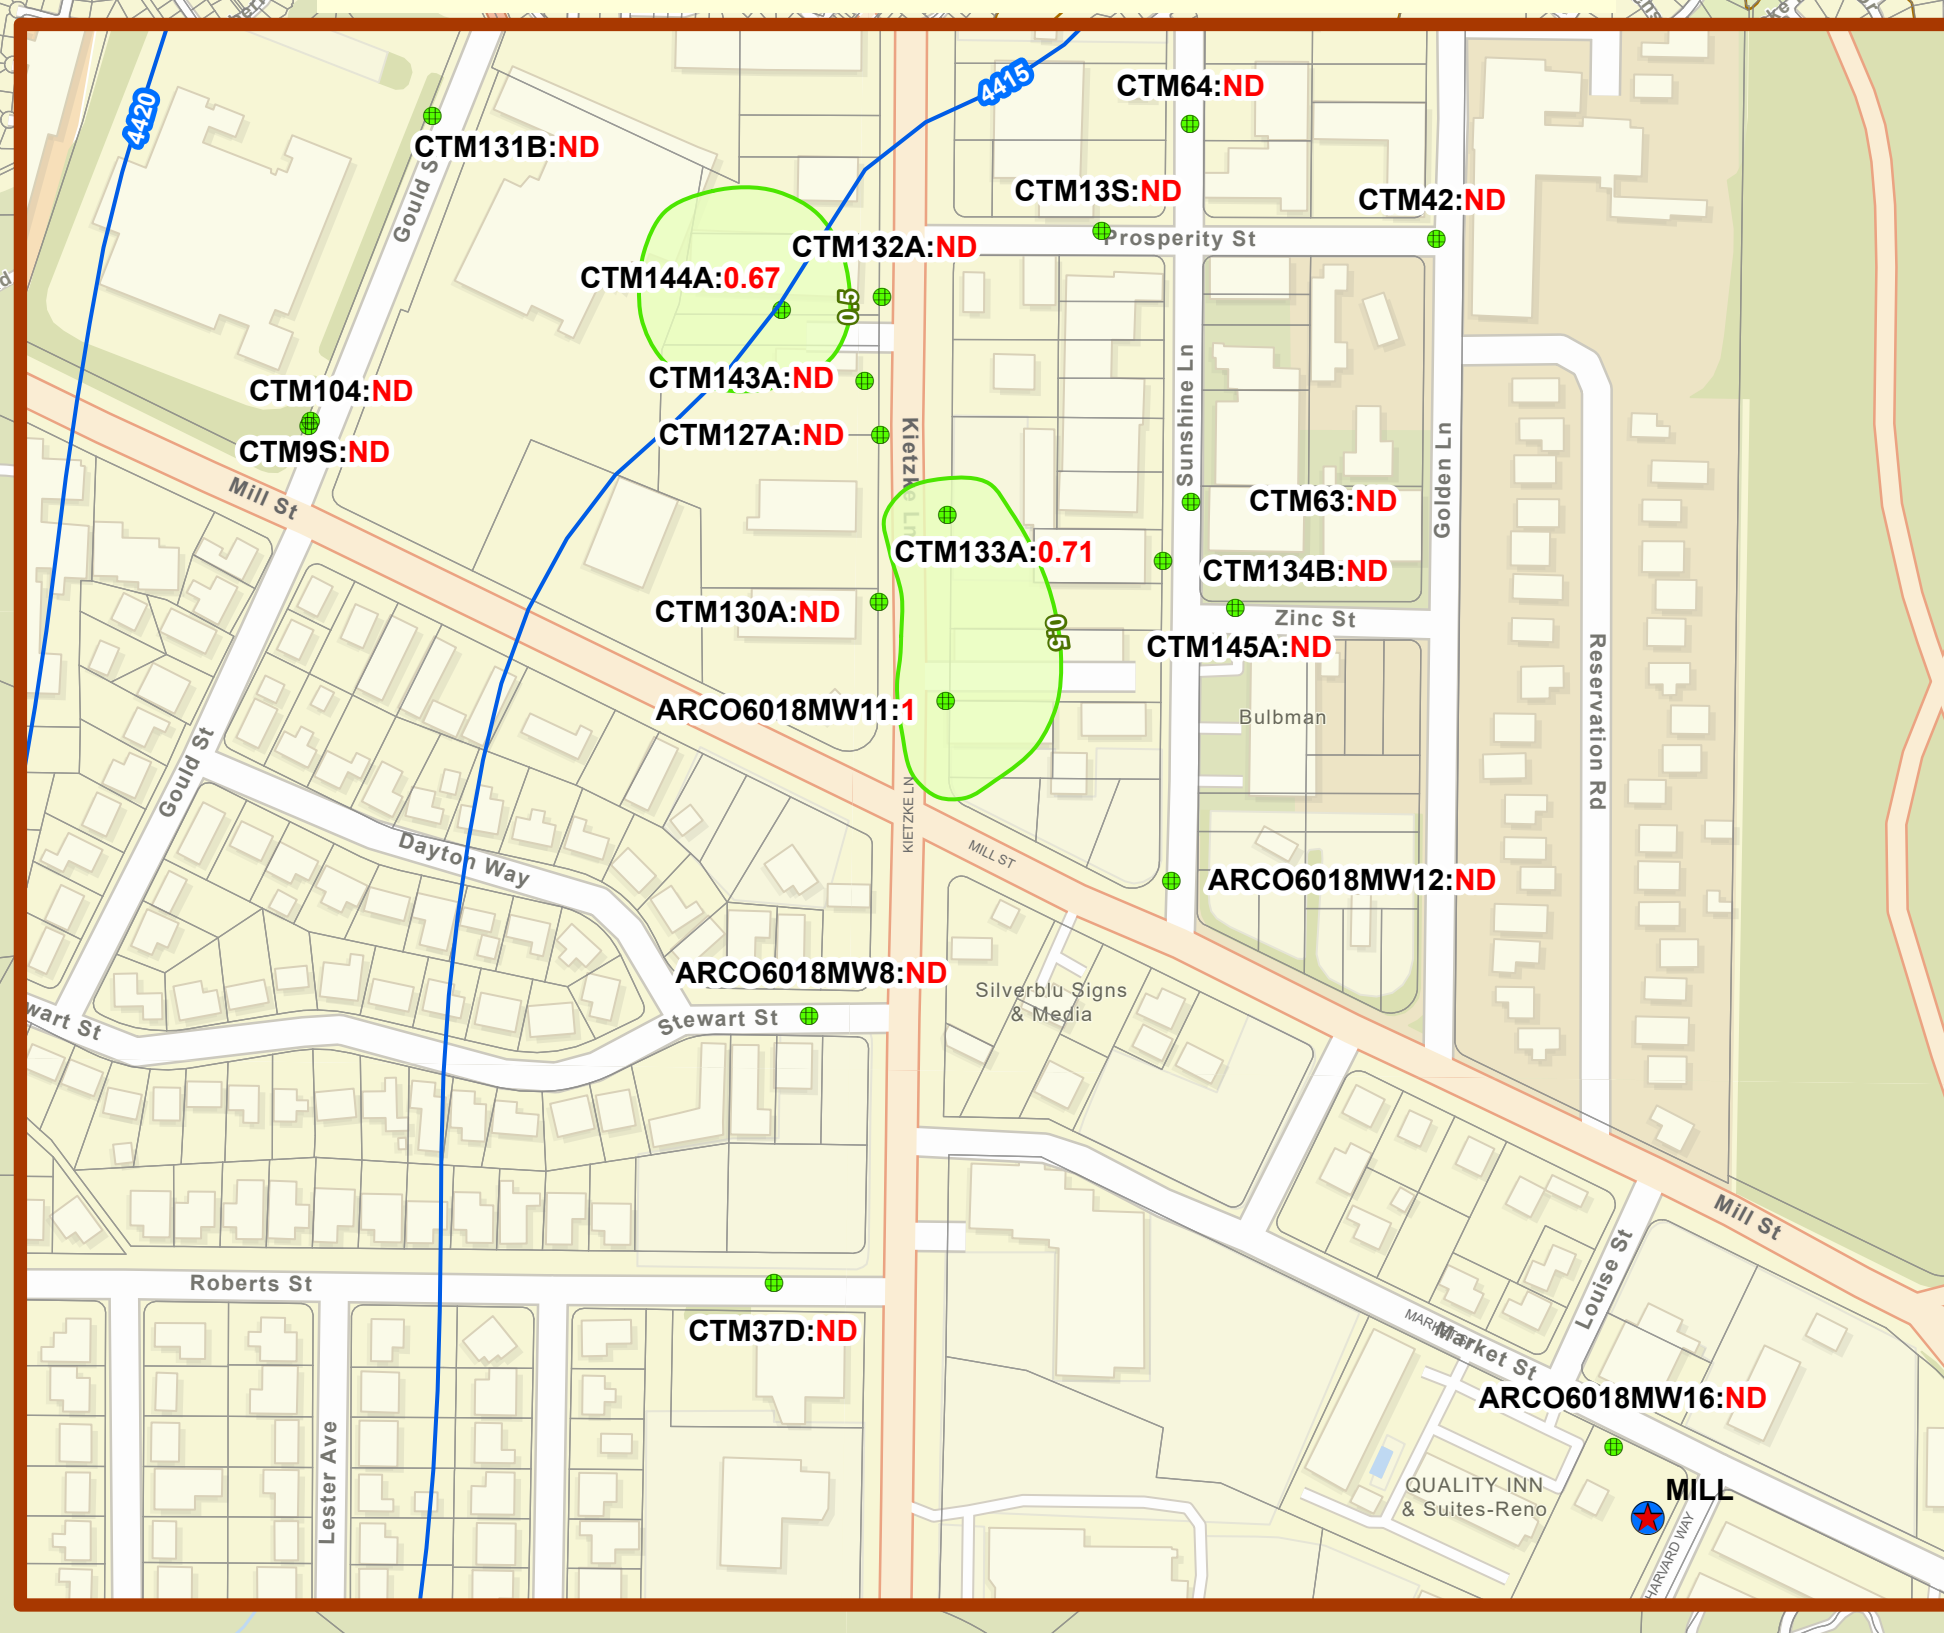 4420
4415
CTM64:ND
CTM131B:ND
Gould S
CTM13S:ND
CTM42:ND
Prosperity St
CTM132A:ND
CTM144A:0.67
0.5
CTM143A:ND
CTM104:ND
CTM127A:ND
CTM9S:ND
Kietzke Ln
Sunshine Ln
Golden Ln
Mill St
CTM63:ND
CTM133A:0.71
CTM134B:ND
CTM130A:ND
Zinc St
0.5
CTM145A:ND
Reservation Rd
ARCO6018MW11:1
Bulbman
Gould St
KIETZKE LN
MILL ST
Dayton Way
ARCO6018MW12:ND
ARCO6018MW8:ND
Silverblu Signs
& Media
wart St
Stewart St
Mill St
Roberts St
Louise St
CTM37D:ND
Market St
ARCO6018MW16:ND
Lester Ave
QUALITY INN
& Suites-Reno
MILL
HARVARD WAY